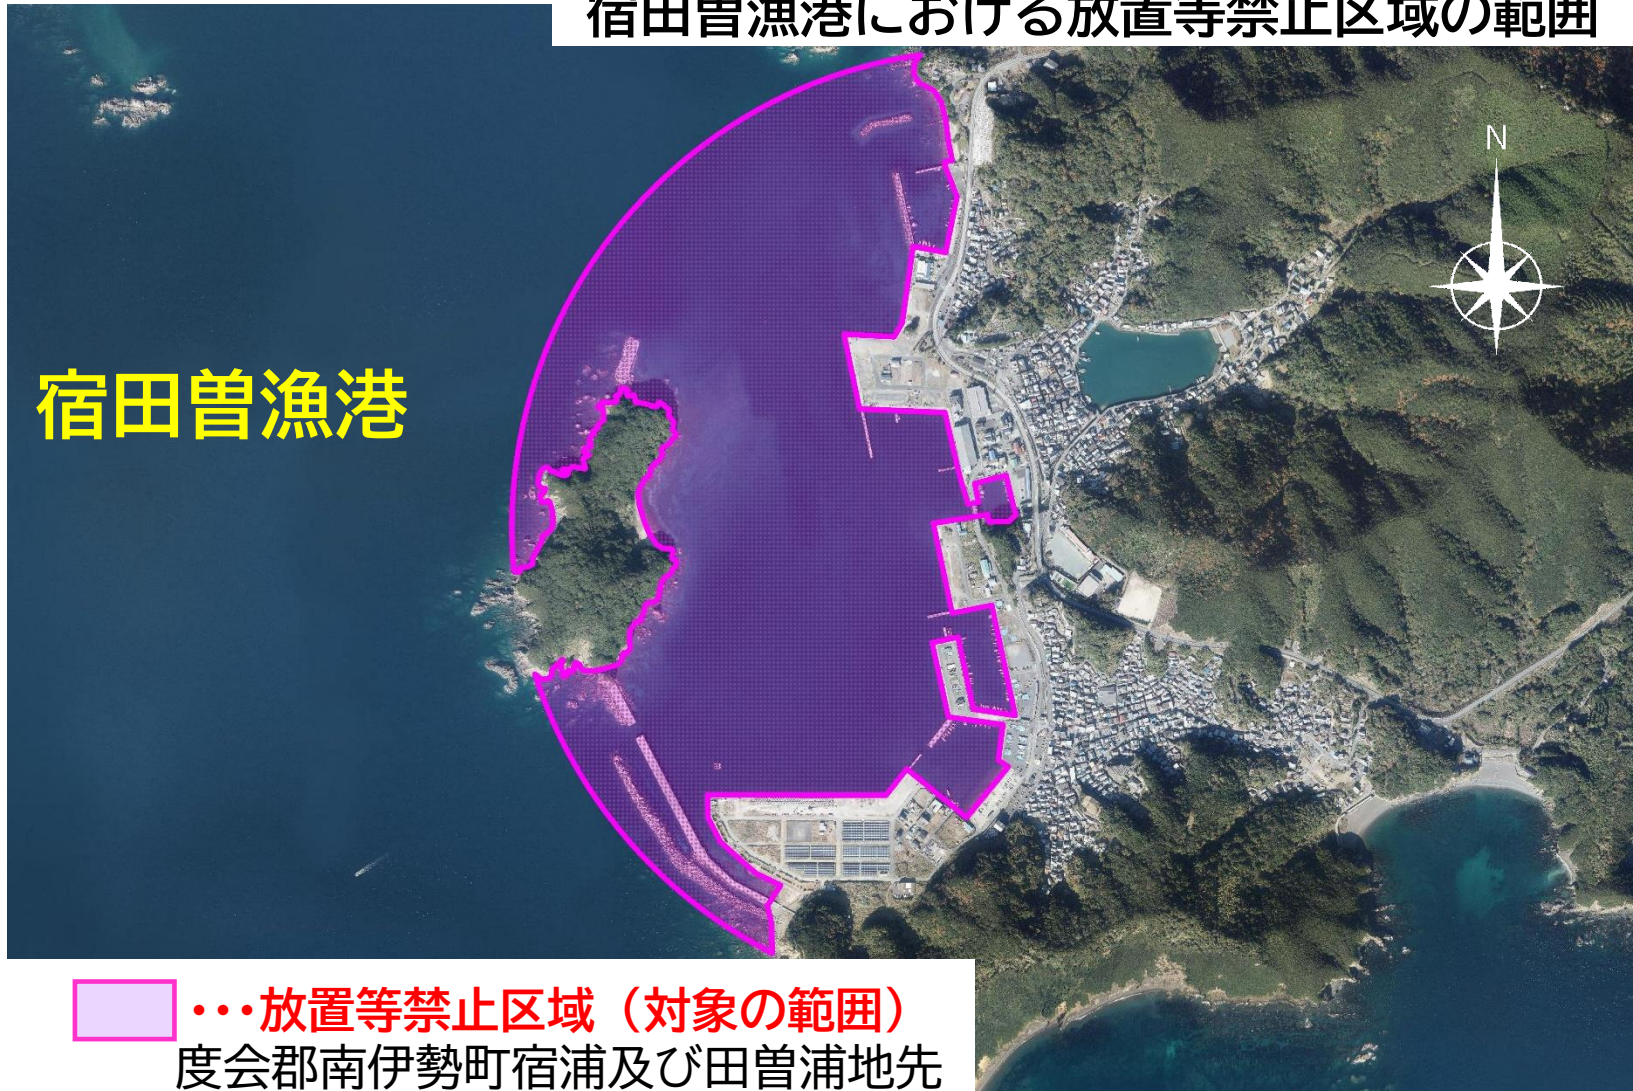 宿田曽漁港における放置等禁止区域の範囲
N
宿田曽漁港
･･･放置等禁止区域（対象の範囲）
度会郡南伊勢町宿浦及び田曽浦地先